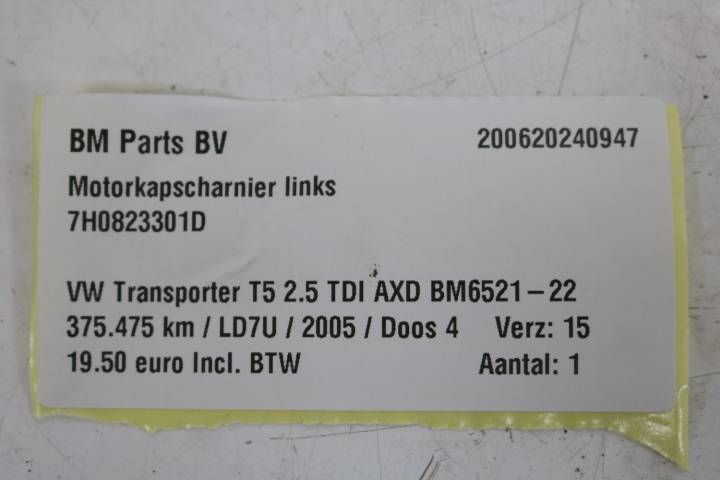 BM Parts BV 200620240947
Motorkapscharnier links
7H0823301D
VW Transporter T5 2.5 TDI AXD BM6521-22
375.475 km / LD7U / 2005 / Doos 4 Verz: 15
19.50 euro Incl. BTW Aantal: 1